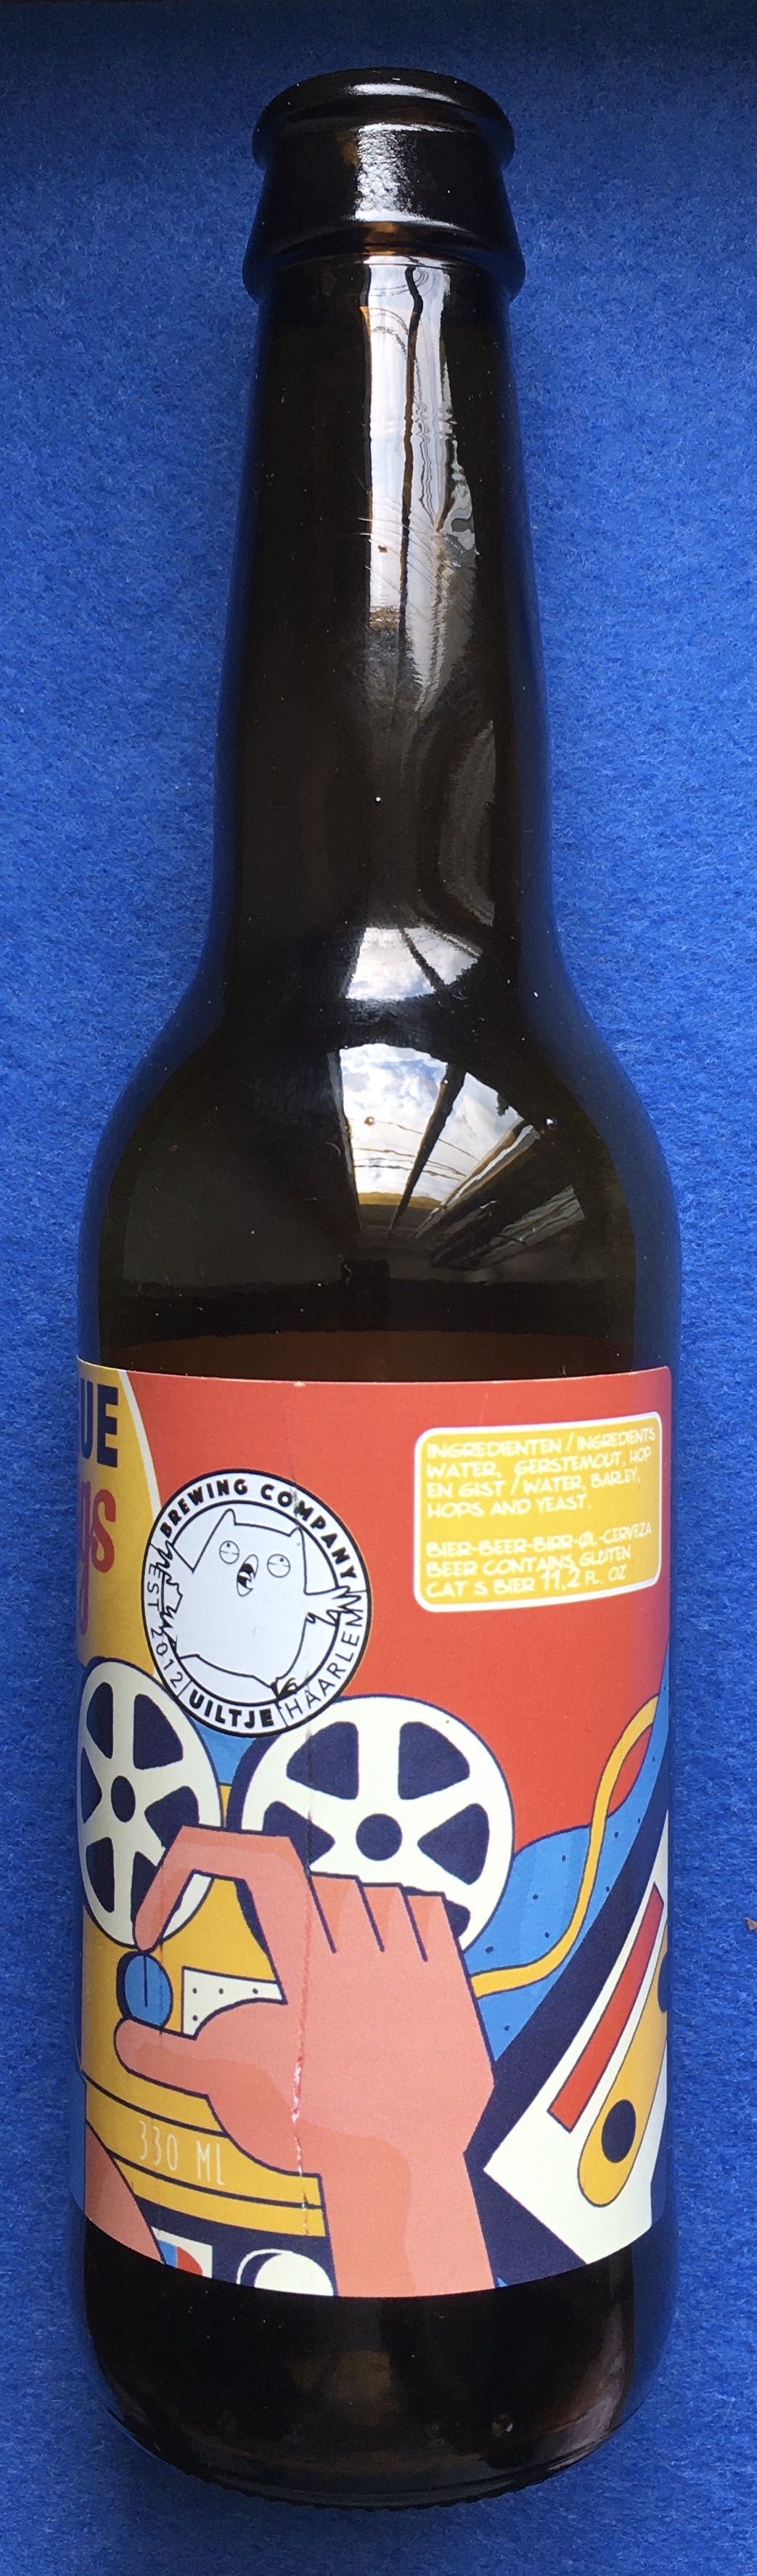 UE
gs
BREWING COMPANY
EST 2012
UILTJE
HAARLEM
INGREDIENTEN / INGREDIENTS
WATER, GERSTEMOUT, HOP
EN GIST / WATER, BARLEY,
HOPS AND YEAST.
BIER-BEER-BIRR-ØL-CERVEZA
BEER CONTAINS GLUTEN
CAT S BIER 11,2 FL. OZ
330 ML